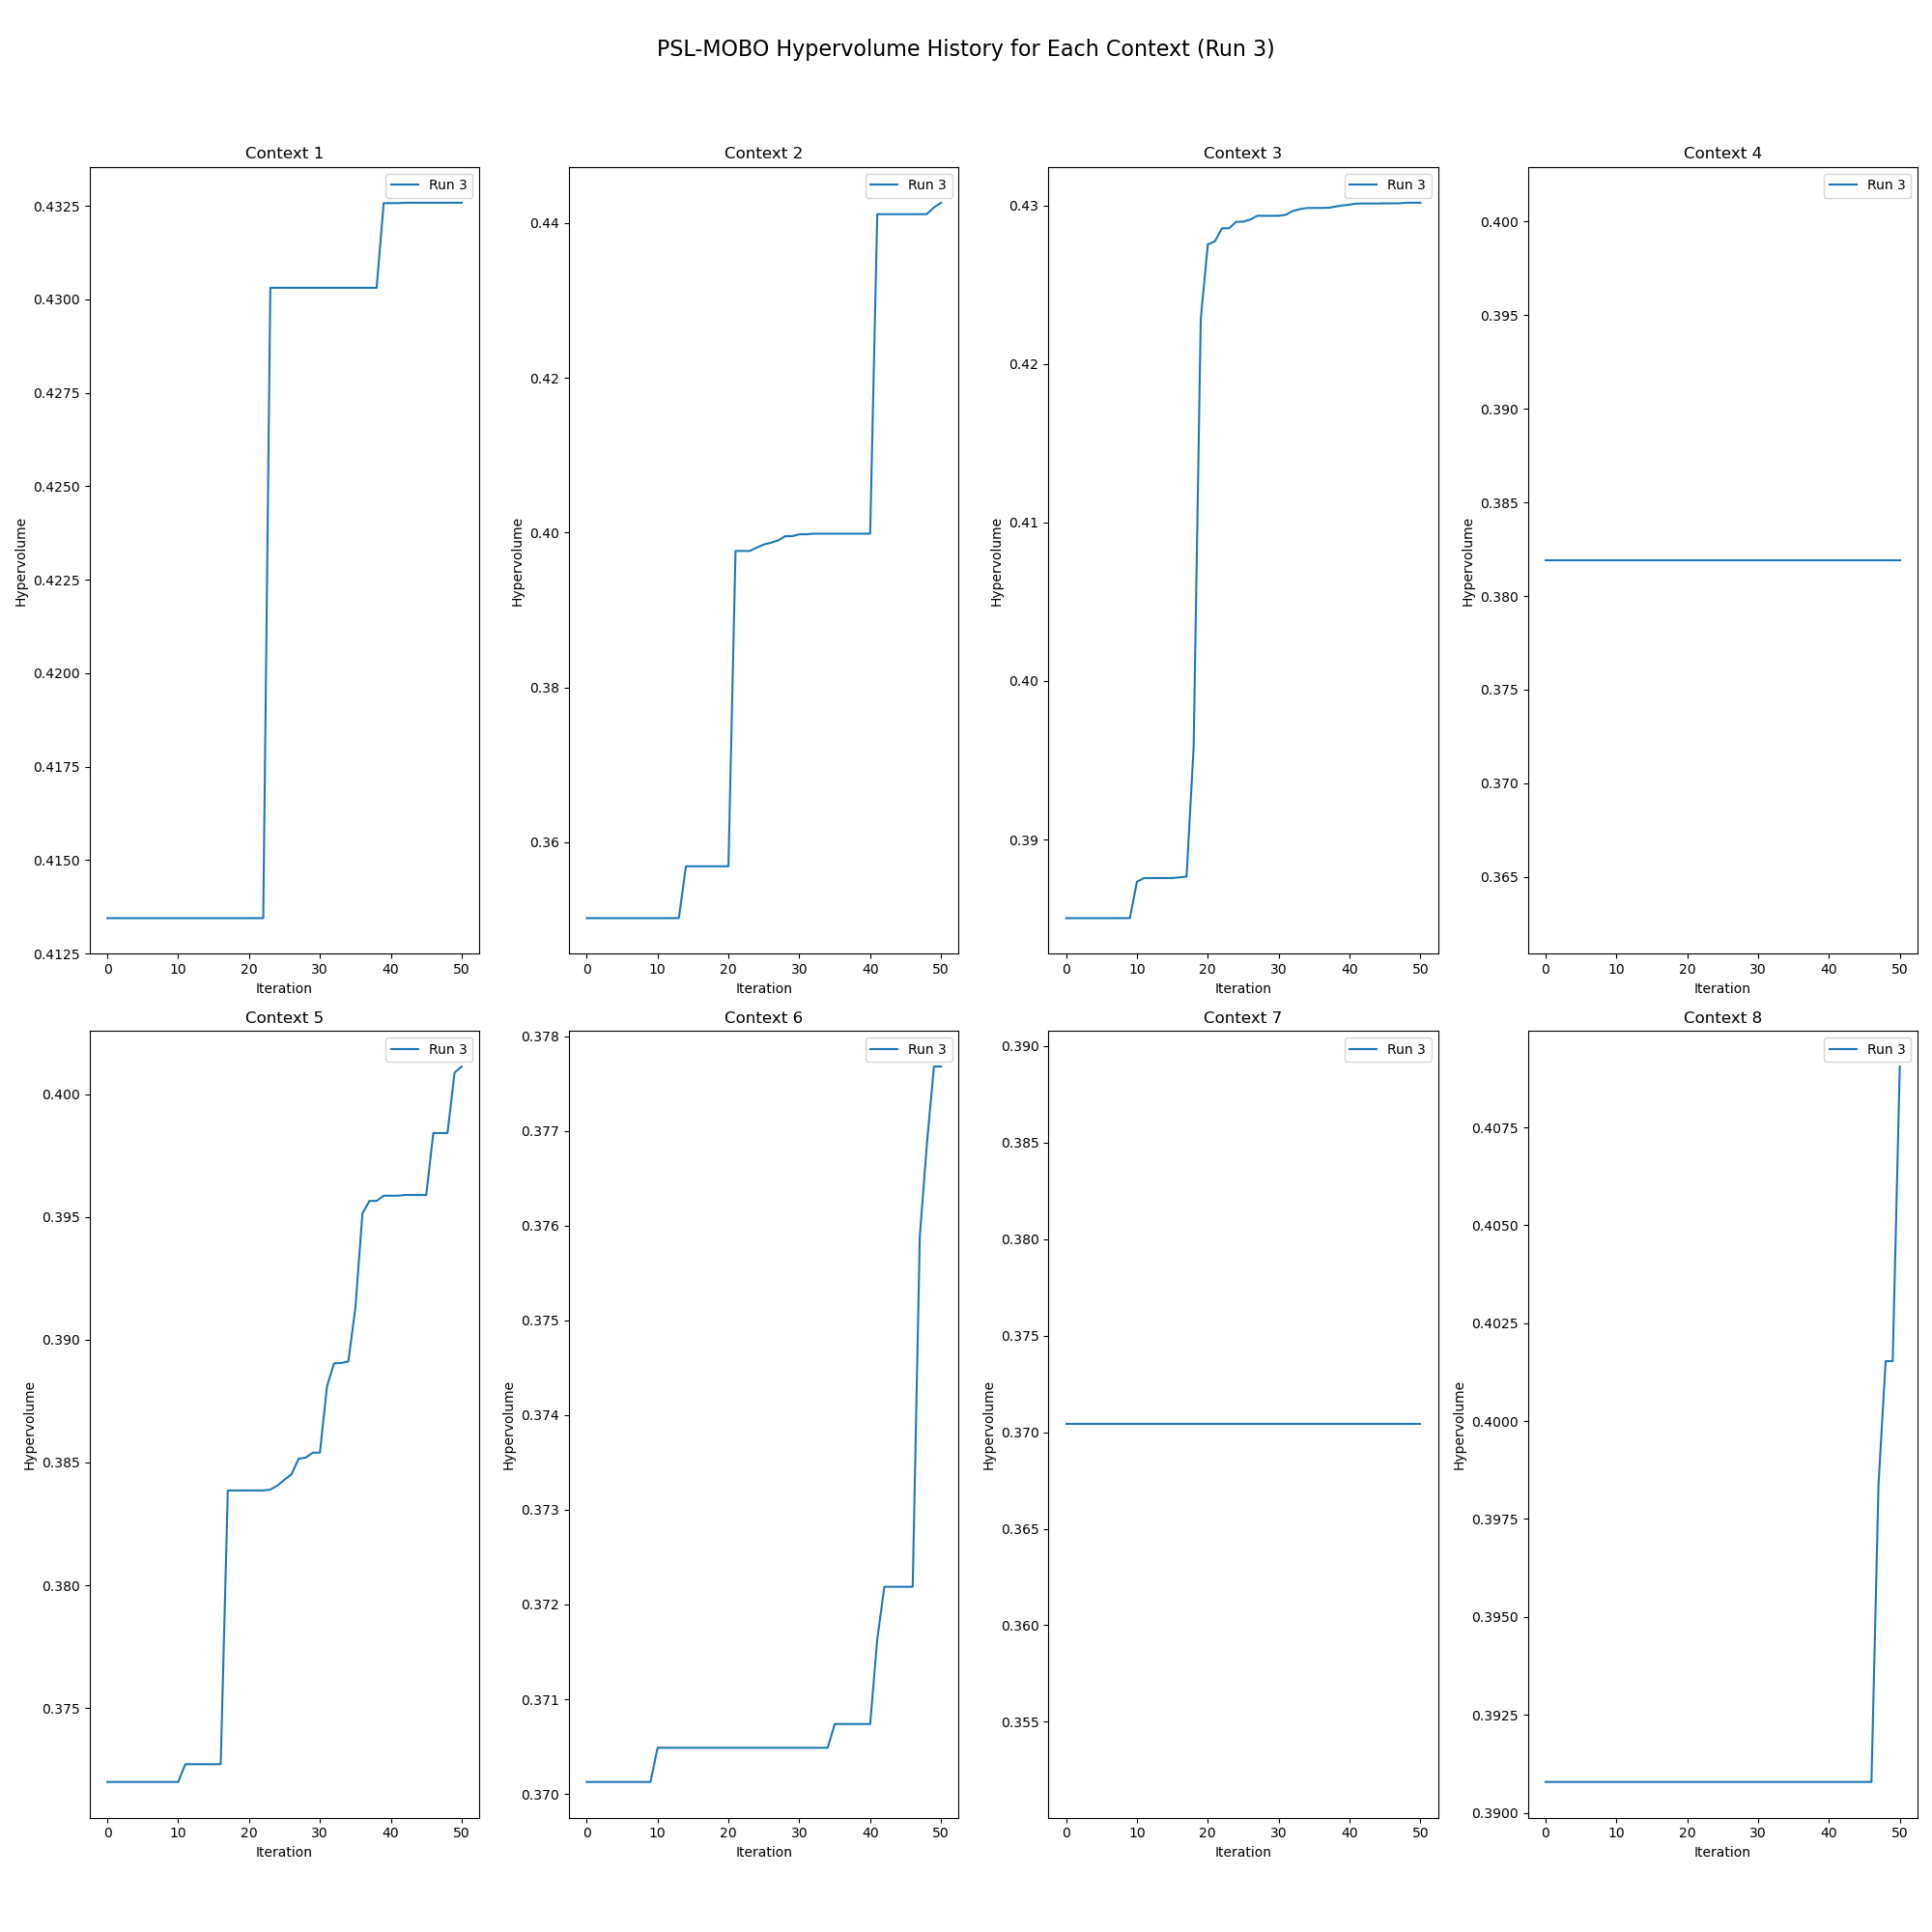 PSL-MOBO Hypervolume History for Each Context (Run 3)
Context 1
Run 3
0.4325
0.4300
0.4275
0.4250
0.4225
0.4200
0.4175
0.4150
0.4125
Hypervolume
0 10 20 30 40 50
Iteration
Context 2
Run 3
0.44
0.42
0.40
0.38
0.36
Hypervolume
0 10 20 30 40 50
Iteration
Context 3
Run 3
0.43
0.42
0.41
0.40
0.39
Hypervolume
0 10 20 30 40 50
Iteration
Context 4
Run 3
0.400
0.395
0.390
0.385
0.380
0.375
0.370
0.365
Hypervolume
0 10 20 30 40 50
Iteration
Context 5
Run 3
0.400
0.395
0.390
0.385
0.380
0.375
Hypervolume
0 10 20 30 40 50
Iteration
Context 6
Run 3
0.378
0.377
0.376
0.375
0.374
0.373
0.372
0.371
0.370
Hypervolume
0 10 20 30 40 50
Iteration
Context 7
Run 3
0.390
0.385
0.380
0.375
0.370
0.365
0.360
0.355
Hypervolume
0 10 20 30 40 50
Iteration
Context 8
Run 3
0.4075
0.4050
0.4025
0.4000
0.3975
0.3950
0.3925
0.3900
Hypervolume
0 10 20 30 40 50
Iteration